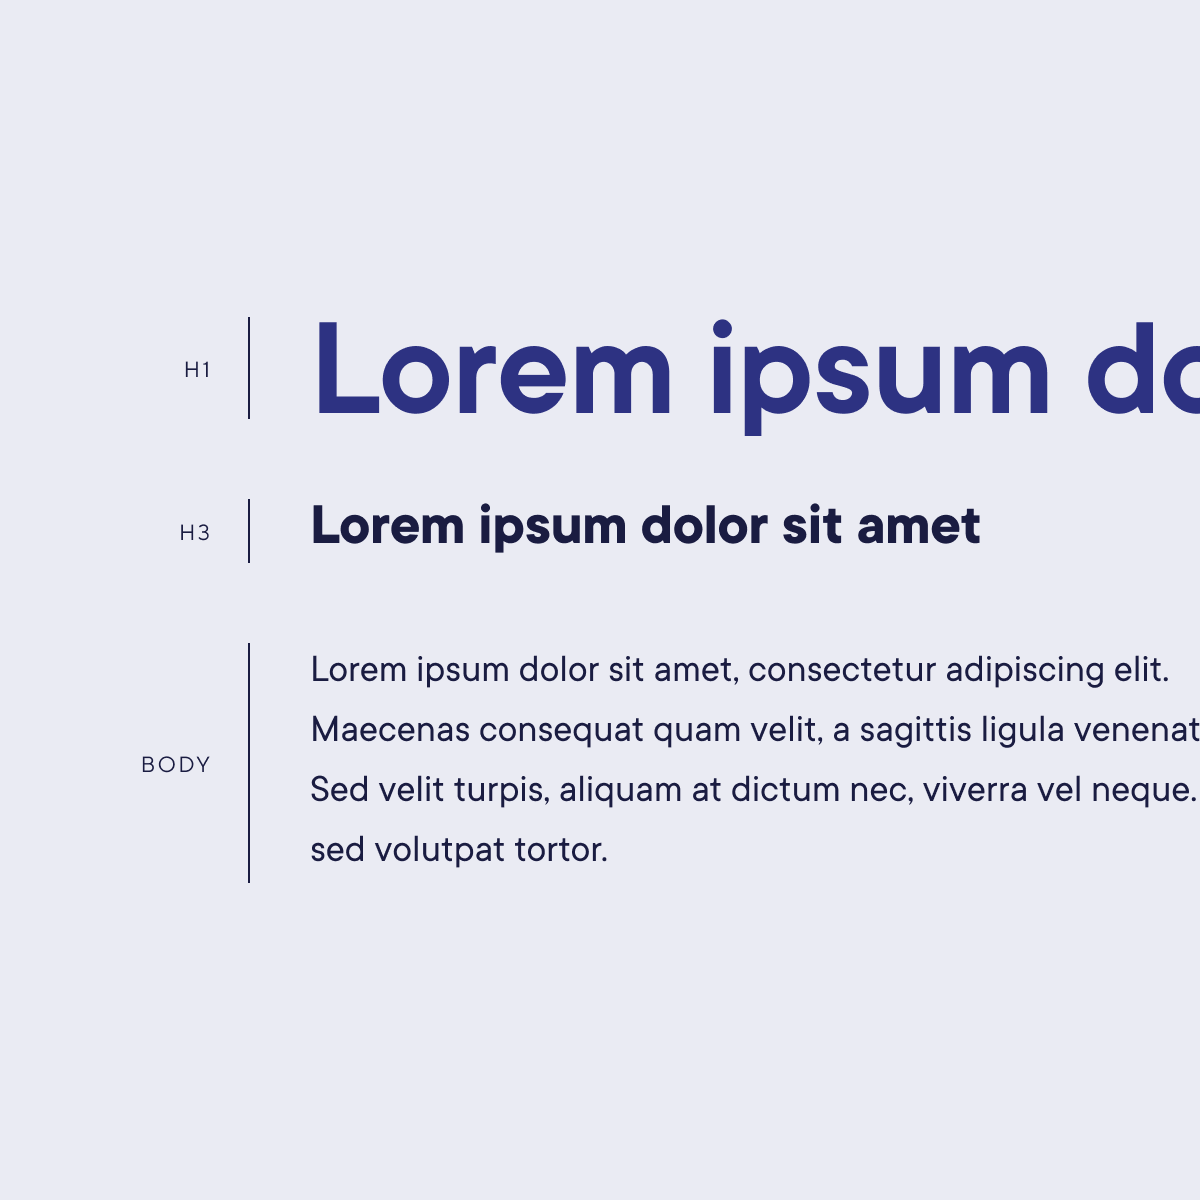 H1
Lorem ipsum do
H3
Lorem ipsum dolor sit amet
BODY
Lorem ipsum dolor sit amet, consectetur adipiscing elit.
Maecenas consequat quam velit, a sagittis ligula venenat
Sed velit turpis, aliquam at dictum nec, viverra vel neque.
sed volutpat tortor.